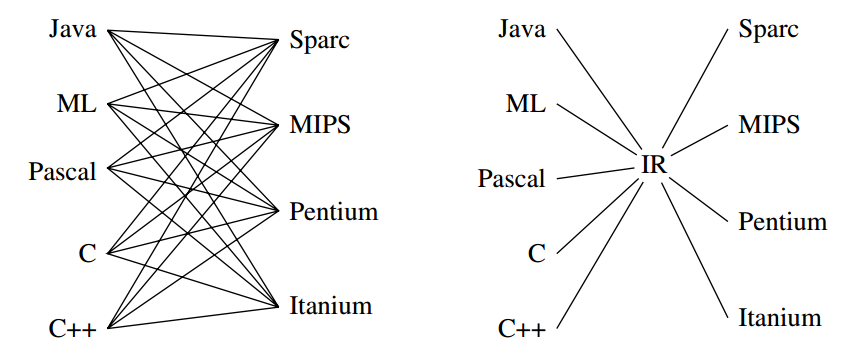 Java
ML
Pascal
C
C++
Sparc
MIPS
Pentium
Itanium
Java
ML
Pascal
C
C++
IR
Sparc
MIPS
Pentium
Itanium